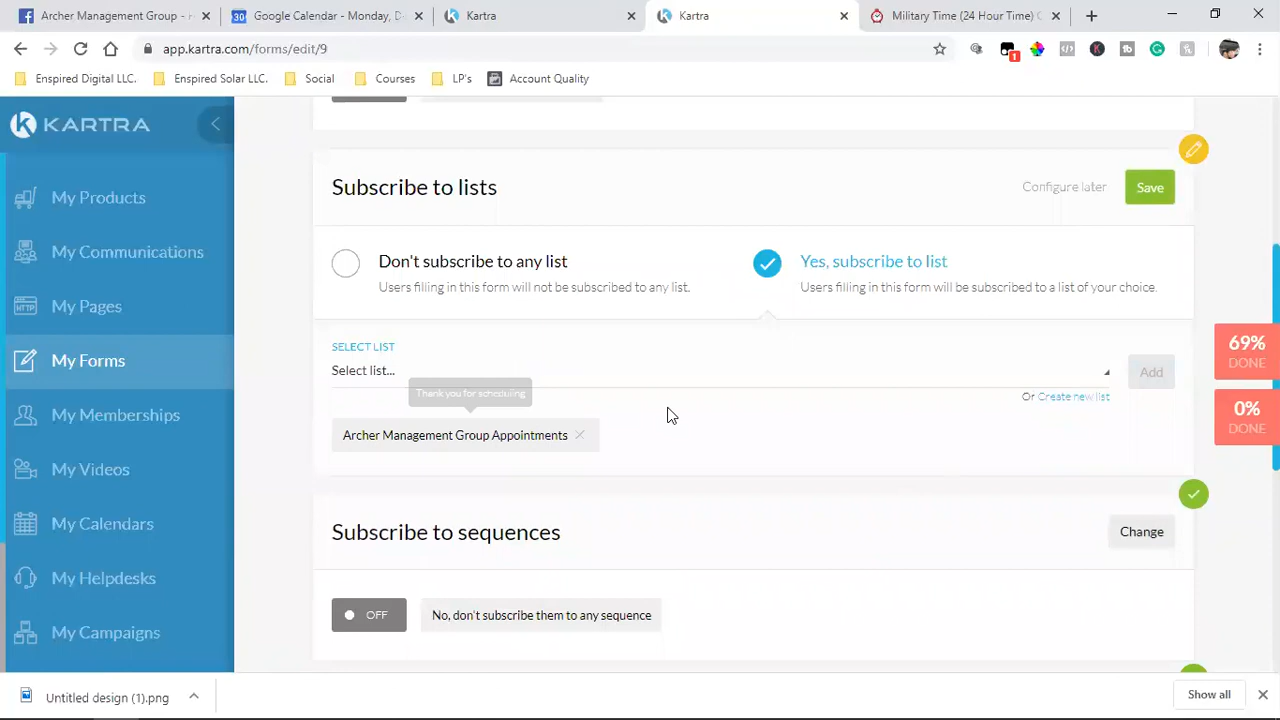 Archer Management Group - F
Google Calendar - Monday, D
Kartra
Kartra
Military Time (24 Hour Time) C
app.kartra.com/forms/edit/9
1
Enspired Digital LLC.
Enspired Solar LLC.
Social
Courses
LP's
Account Quality
KARTRA
My Products
My Communications
My Pages
My Forms
My Memberships
My Videos
My Calendars
My Helpdesks
My Campaigns
Subscribe to lists
Configure later
Save
Don't subscribe to any list
Users filling in this form will not be subscribed to any list.
Yes, subscribe to list
Users filling in this form will be subscribed to a list of your choice.
SELECT LIST
Select list...
Add
Or Create new list
Thank you for scheduling
Archer Management Group Appointments
69%
DONE
0%
DONE
Subscribe to sequences
Change
OFF
No, don't subscribe them to any sequence
Untitled design (1).png
Show all